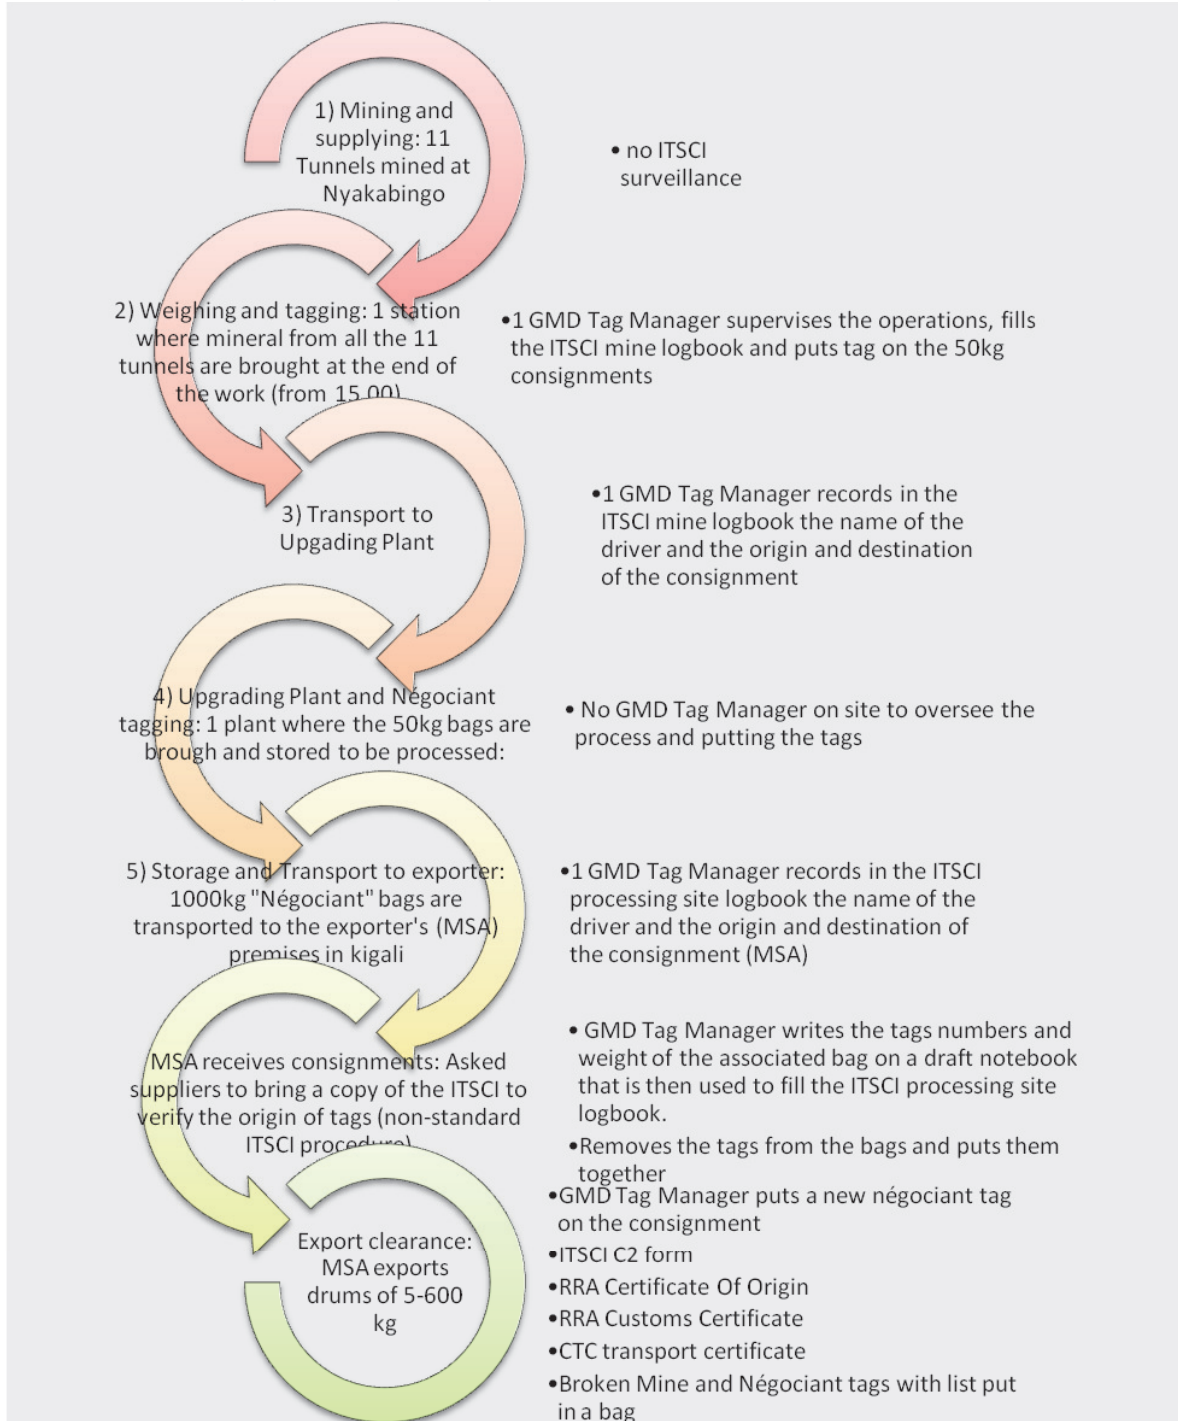 1) Mining and
supplying: 11
Tunnels mined at
Nyakabingo
• no ITSCI
surveillance
2) Weighing and tagging: 1 station
where mineral from all the 11
tunnels are brought at the end of
the work (from 15.00)
•1 GMD Tag Manager supervises the operations, fills
the ITSCI mine logbook and puts tag on the 50kg
consignments
3) Transport to
Upgading Plant
•1 GMD Tag Manager records in the
ITSCI mine logbook the name of the
driver and the origin and destination
of the consignment
4) Upgrading Plant and Négociant
tagging: 1 plant where the 50kg bags are
brough and stored to be processed:
• No GMD Tag Manager on site to oversee the
process and putting the tags
5) Storage and Transport to exporter:
1000kg "Négociant" bags are
transported to the exporter's (MSA)
premises in kigali
•1 GMD Tag Manager records in the ITSCI
processing site logbook the name of the
driver and the origin and destination of
the consignment (MSA)
MSA receives consignments: Asked
suppliers to bring a copy of the ITSCI to
verify the origin of tags (non-standard
ITSCI procedure)
• GMD Tag Manager writes the tags numbers and
weight of the associated bag on a draft notebook
that is then used to fill the ITSCI processing site
logbook.
•Removes the tags from the bags and puts them
together
Export clearance:
MSA exports
drums of 5-600
kg
•GMD Tag Manager puts a new négociant tag
on the consignment
•ITSCI C2 form
•RRA Certificate Of Origin
•RRA Customs Certificate
•CTC transport certificate
•Broken Mine and Négociant tags with list put
in a bag